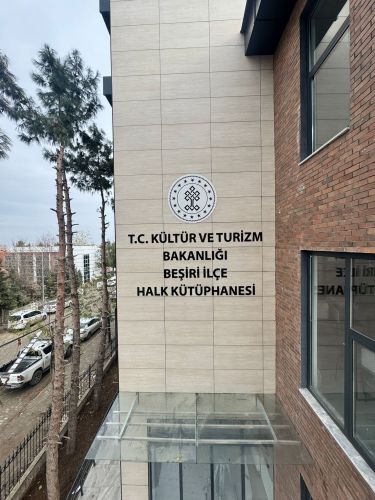 T.C. KÜLTÜR VE TURİZM
BAKANLIĞI
BEŞİRİ İLÇE
HALK KÜTÜPHANESİ